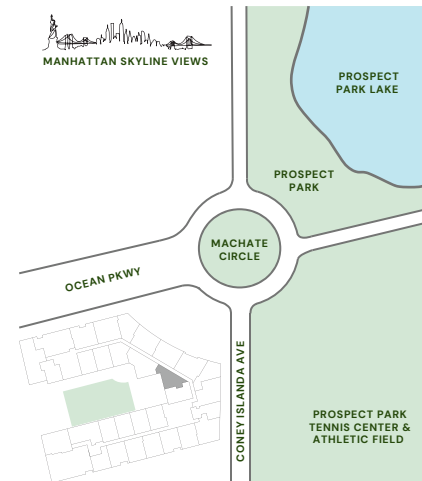 MANHATTAN SKYLINE VIEWS
PROSPECT
PARK LAKE
PROSPECT
PARK
MACHATE
CIRCLE
OCEAN PKWY
CONEY ISLANDA AVE
PROSPECT PARK
TENNIS CENTER &
ATHLETIC FIELD